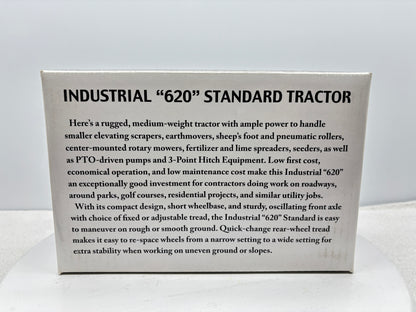 INDUSTRIAL “620” STANDARD TRACTOR
Here’s a rugged, medium-weight tractor with ample power to handle
smaller elevating scrapers, earthmovers, sheep’s foot and pneumatic rollers,
center-mounted rotary mowers, fertilizer and lime spreaders, seeders, as well
as PTO-driven pumps and 3-Point Hitch Equipment. Low first cost,
economical operation, and low maintenance cost make this Industrial “620”
an exceptionally good investment for contractors doing work on roadways,
around parks, golf courses, residential projects, and similar utility jobs.
With its compact design, short wheelbase, and sturdy, oscillating front axle
with choice of fixed or adjustable tread, the Industrial “620” Standard is easy
to maneuver on rough or smooth ground. Quick-change rear-wheel tread
makes it easy to re-space wheels from a narrow setting to a wide setting for
extra stability when working on uneven ground or slopes.